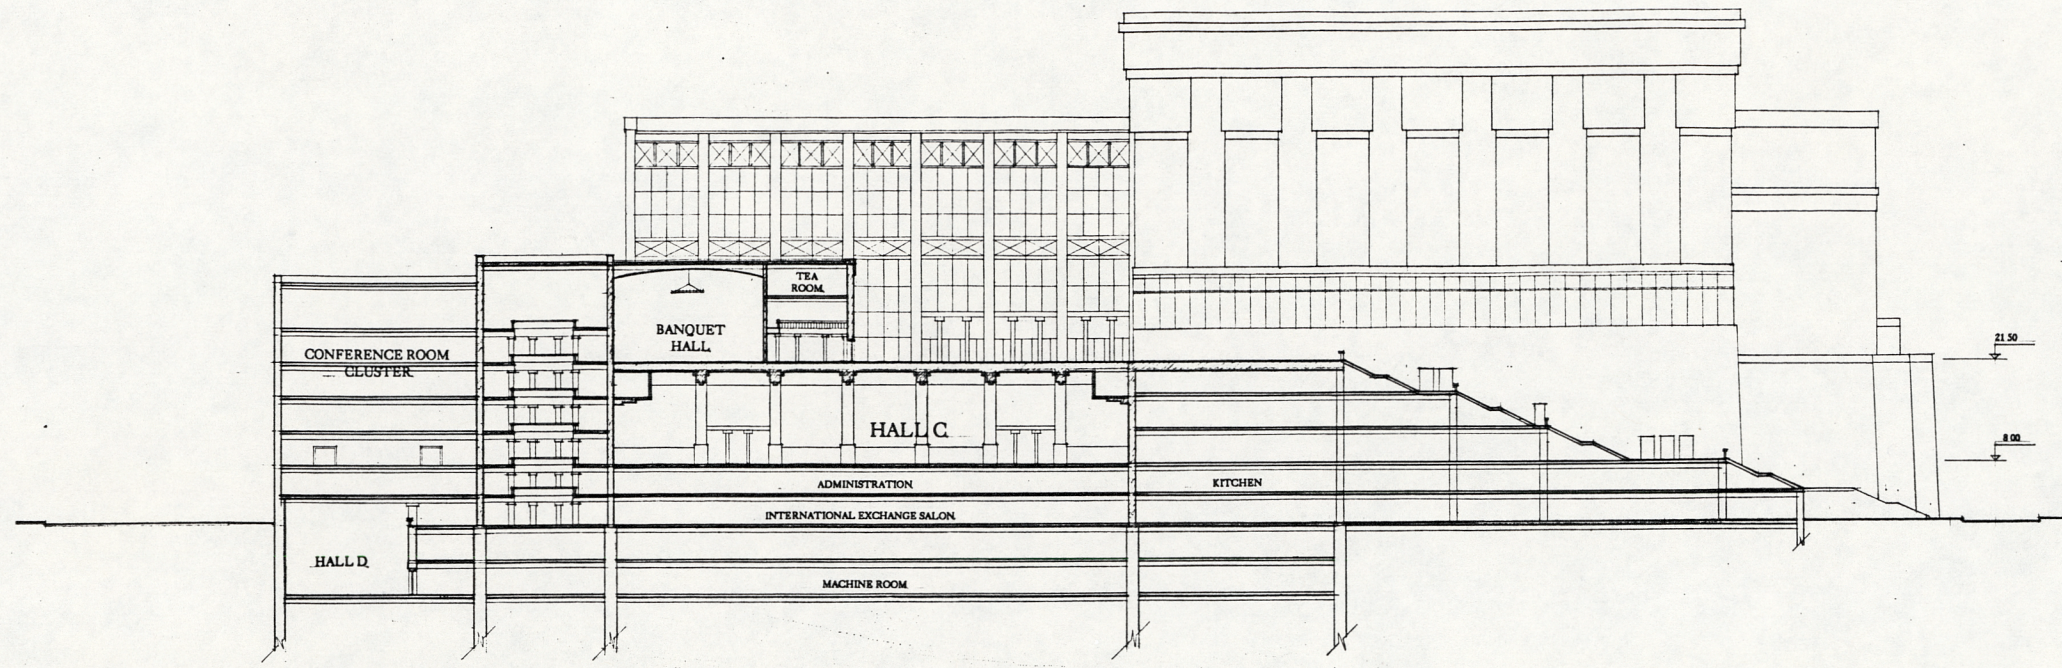 TEA
ROOM
BANQUET
HALL
CONFERENCE ROOM
CLUSTER
21 50
HALL C
8 00
ADMINISTRATION
KITCHEN
INTERNATIONAL EXCHANGE SALON
HALL D
MACHINE ROOM